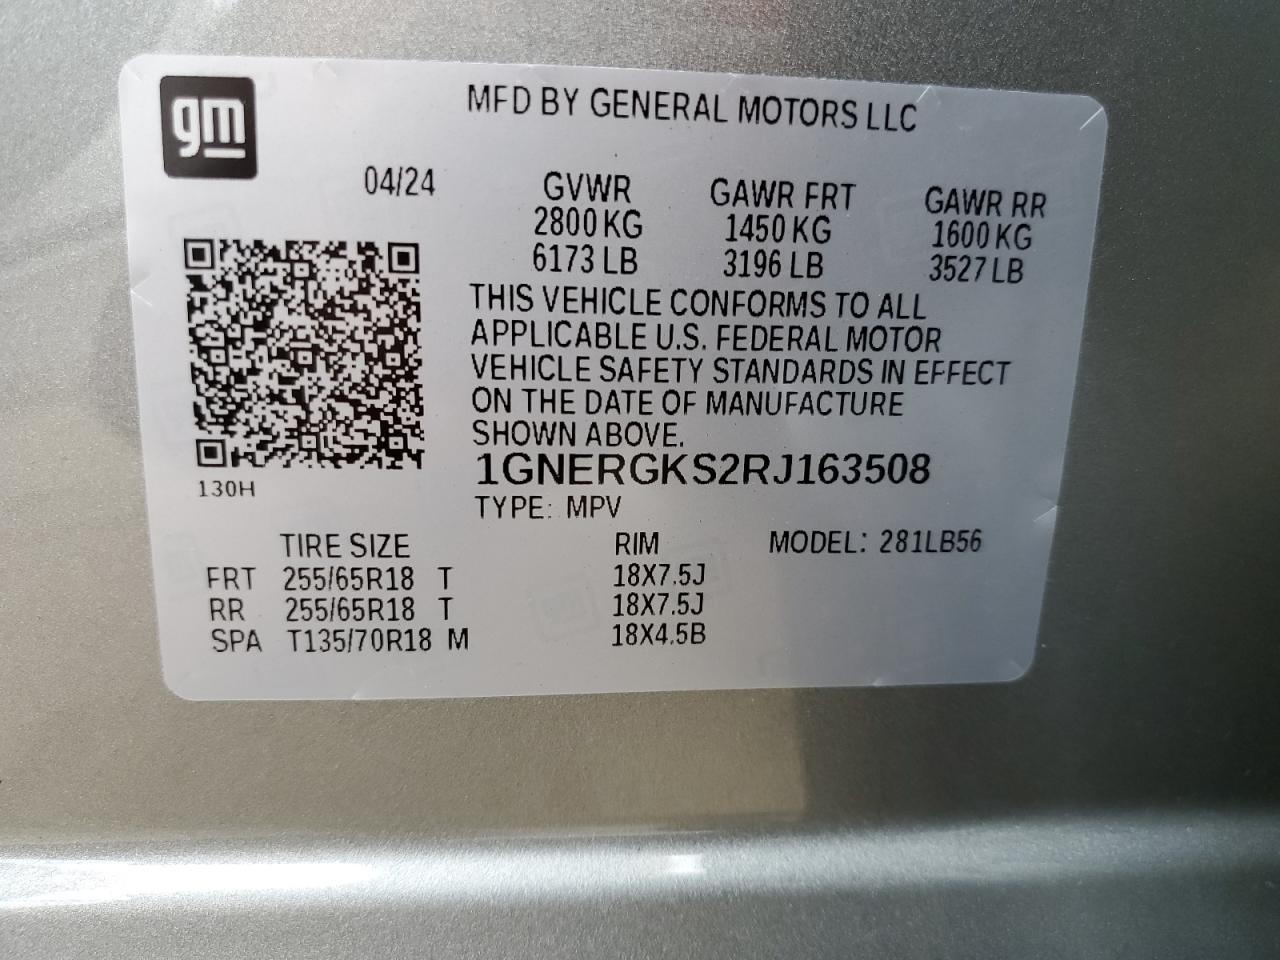 gm
MFD BY GENERAL MOTORS LLC
04/24 GVWR GAWR FRT GAWR RR
2800 KG 1450 KG 1600 KG
6173 LB 3196 LB 3527 LB
THIS VEHICLE CONFORMS TO ALL
APPLICABLE U.S. FEDERAL MOTOR
VEHICLE SAFETY STANDARDS IN EFFECT
ON THE DATE OF MANUFACTURE
SHOWN ABOVE.
1GNERGKS2RJ163508
130H
TYPE: MPV
TIRE SIZE RIM MODEL: 281LB56
FRT 255/65R18 T 18X7.5J
RR 255/65R18 T 18X7.5J
SPA T135/70R18 M 18X4.5B